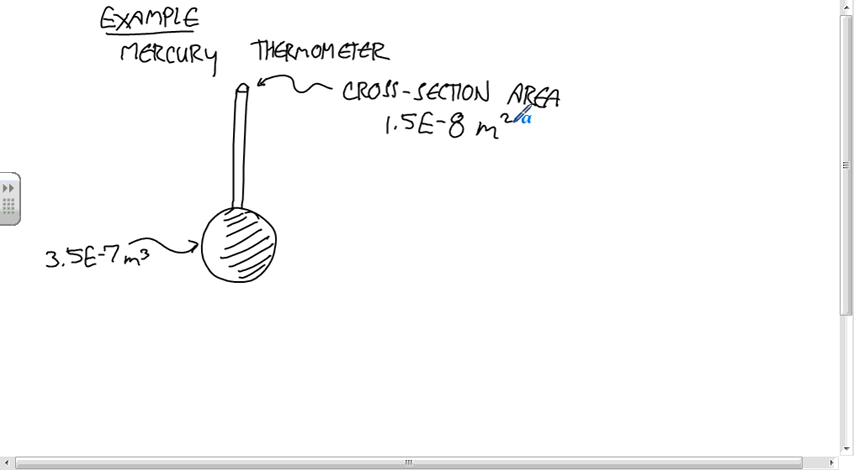 EXAMPLE
MERCURY THERMOMETER
CROSS-SECTION AREA
1.5E-8 m²
3.5E-7 m³